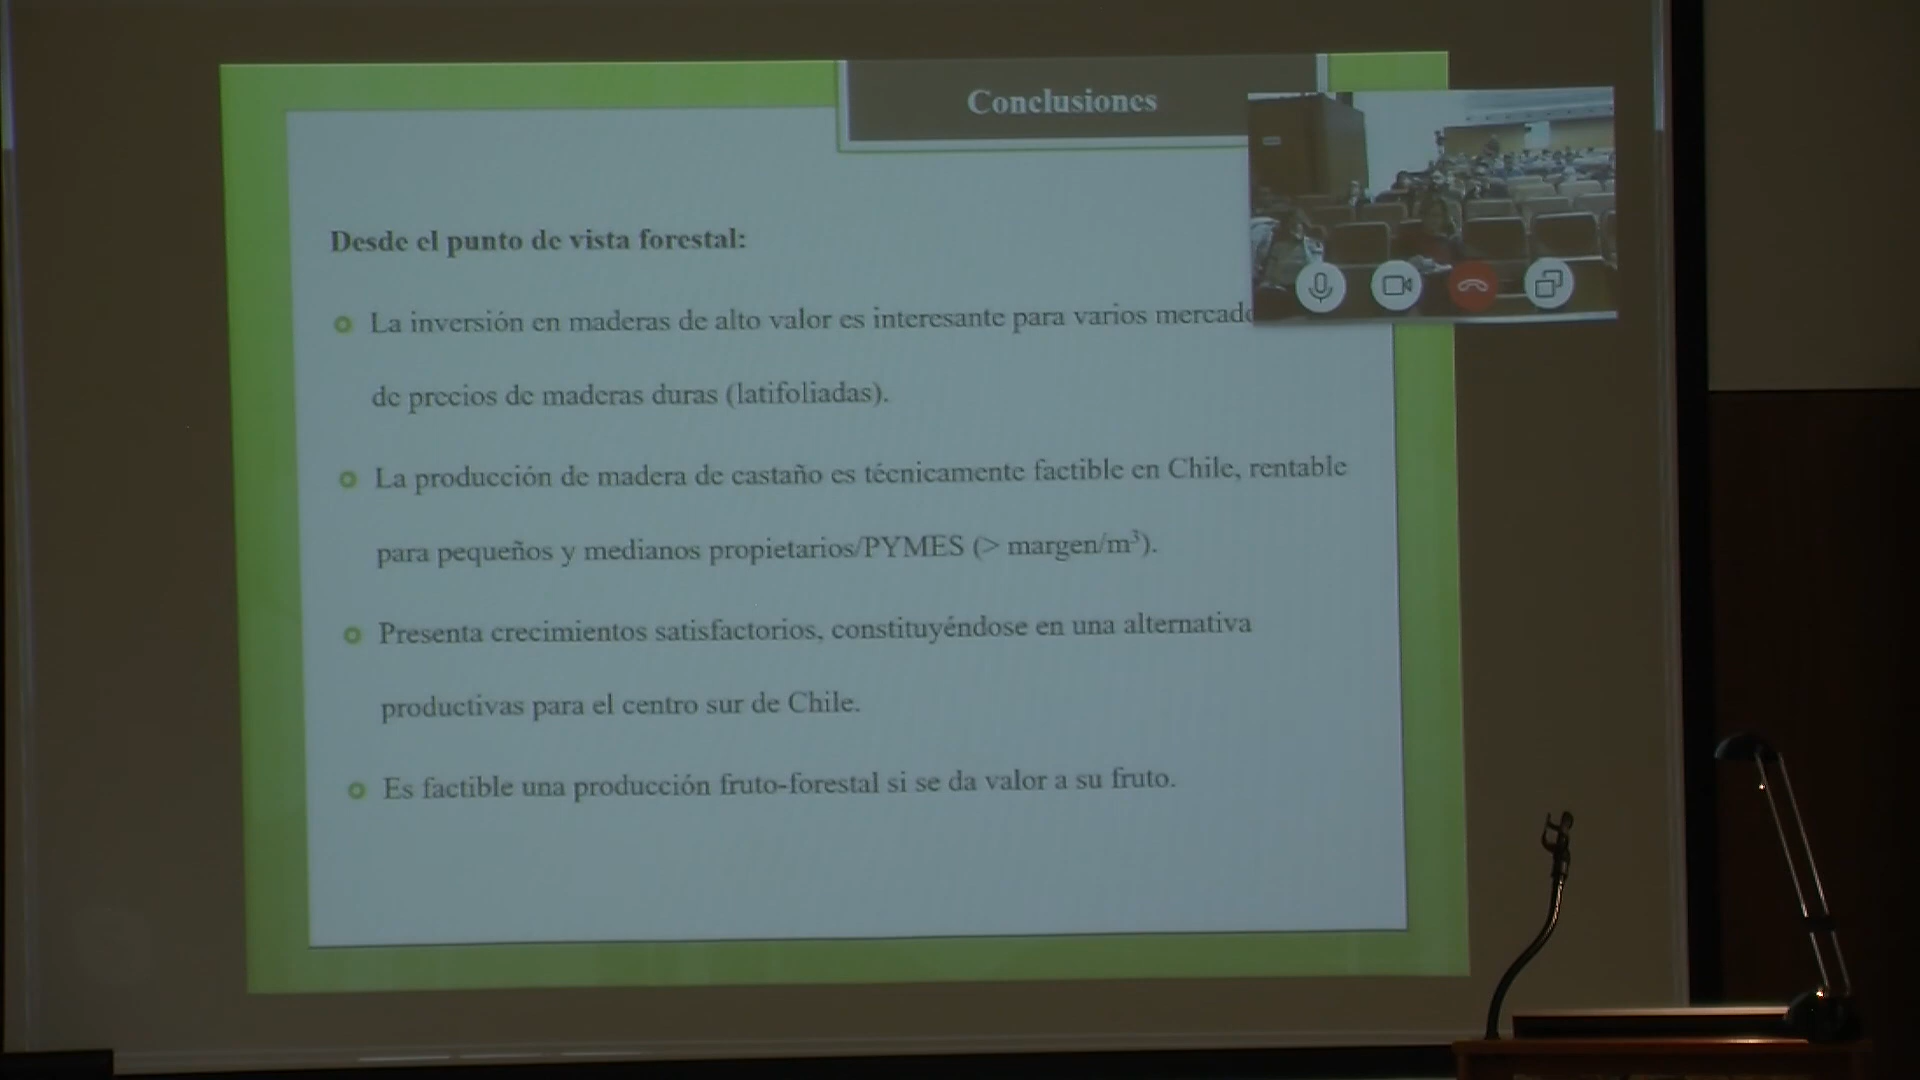 Conclusiones
Desde el punto de vista forestal:
La inversión en maderas de alto valor es interesante para varios
de precios de maderas duras (latifoliadas).
La producción de madera de castaño es técnicamente factible en Chile, rentable
para pequeños y medianos propietarios/PYMES (> margen/m³).
Presenta crecimientos satisfactorios, constituyéndose en una alternativa
productivas para el centro sur de Chile.
Es factible una producción fruto-forestal si se da valor a su fruto.